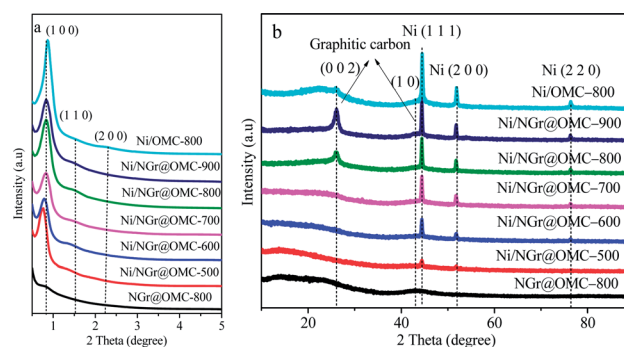 a
(1 0 0)
(1 1 0)
(2 0 0)
Ni/OMC-800
Ni/NGr@OMC-900
Ni/NGr@OMC-800
Ni/NGr@OMC-700
Ni/NGr@OMC-600
Ni/NGr@OMC-500
NGr@OMC-800
Intensity (a.u)
1 2 3 4 5
2 Theta (degree)
b
Ni (1 1 1)
Graphitic carbon
(0 0 2)
(1 0)
Ni (2 0 0)
Ni (2 2 0)
Ni/OMC-800
Ni/NGr@OMC-900
Ni/NGr@OMC-800
Ni/NGr@OMC-700
Ni/NGr@OMC-600
Ni/NGr@OMC-500
NGr@OMC-800
Intensity (a.u)
20 40 60 80
2 Theta (degree)